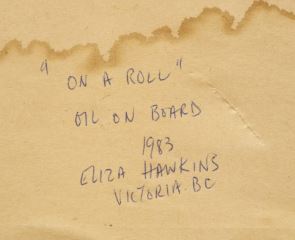 "ON A ROLL"
OIL ON BOARD
1983
ELIZA HAWKINS
VICTORIA. BC